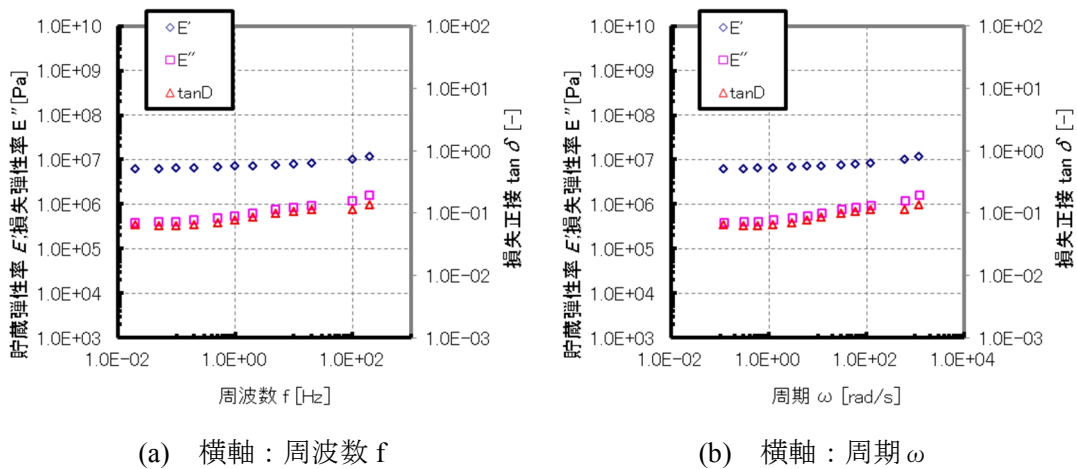 1.0E+10
1.0E+09
1.0E+08
1.0E+07
1.0E+06
1.0E+05
1.0E+04
1.0E+03
貯蔵弾性率 E',損失弾性率 E" [Pa]
E'
E"
tanD
1.0E+02
1.0E+01
1.0E+00
1.0E-01
1.0E-02
1.0E-03
損失正接 tan δ [-]
1.0E-02
1.0E+00
1.0E+02
周波数 f [Hz]
(a) 横軸：周波数 f
1.0E+10
1.0E+09
1.0E+08
1.0E+07
1.0E+06
1.0E+05
1.0E+04
1.0E+03
貯蔵弾性率 E',損失弾性率 E" [Pa]
E'
E"
tanD
1.0E+02
1.0E+01
1.0E+00
1.0E-01
1.0E-02
1.0E-03
損失正接 tan δ [-]
1.0E-02
1.0E+00
1.0E+02
1.0E+04
周期 ω [rad/s]
(b) 横軸：周期ω